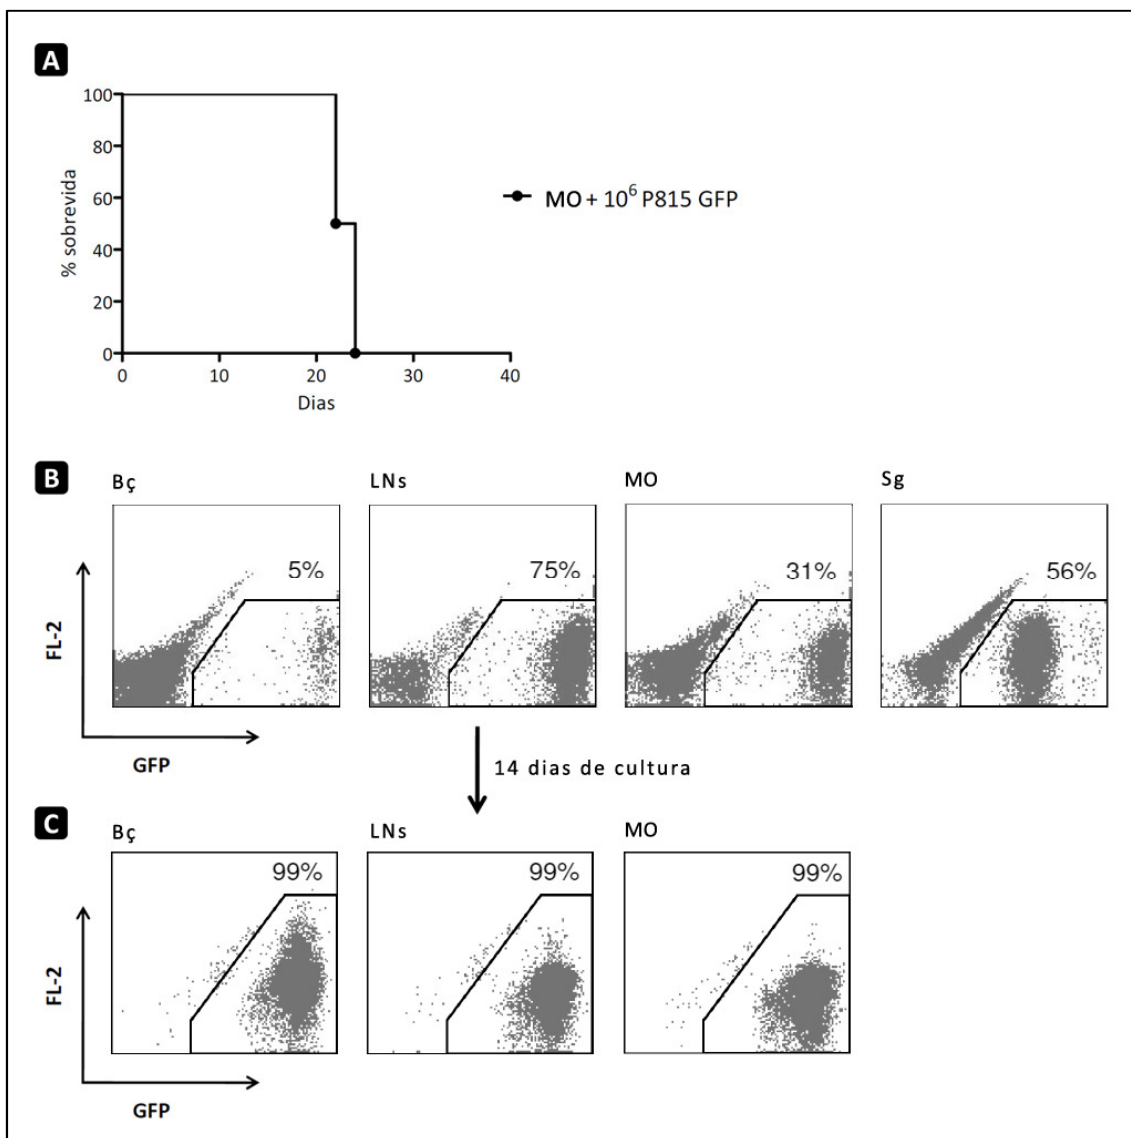 A
100
80
60
40
20
0
% sobrevida
0 10 20 30 40
Dias
MO + 10⁶ P815 GFP
B
Bç LNs MO Sg
5% 75% 31% 56%
FL-2
GFP
14 dias de cultura
C
Bç LNs MO
99% 99% 99%
FL-2
GFP